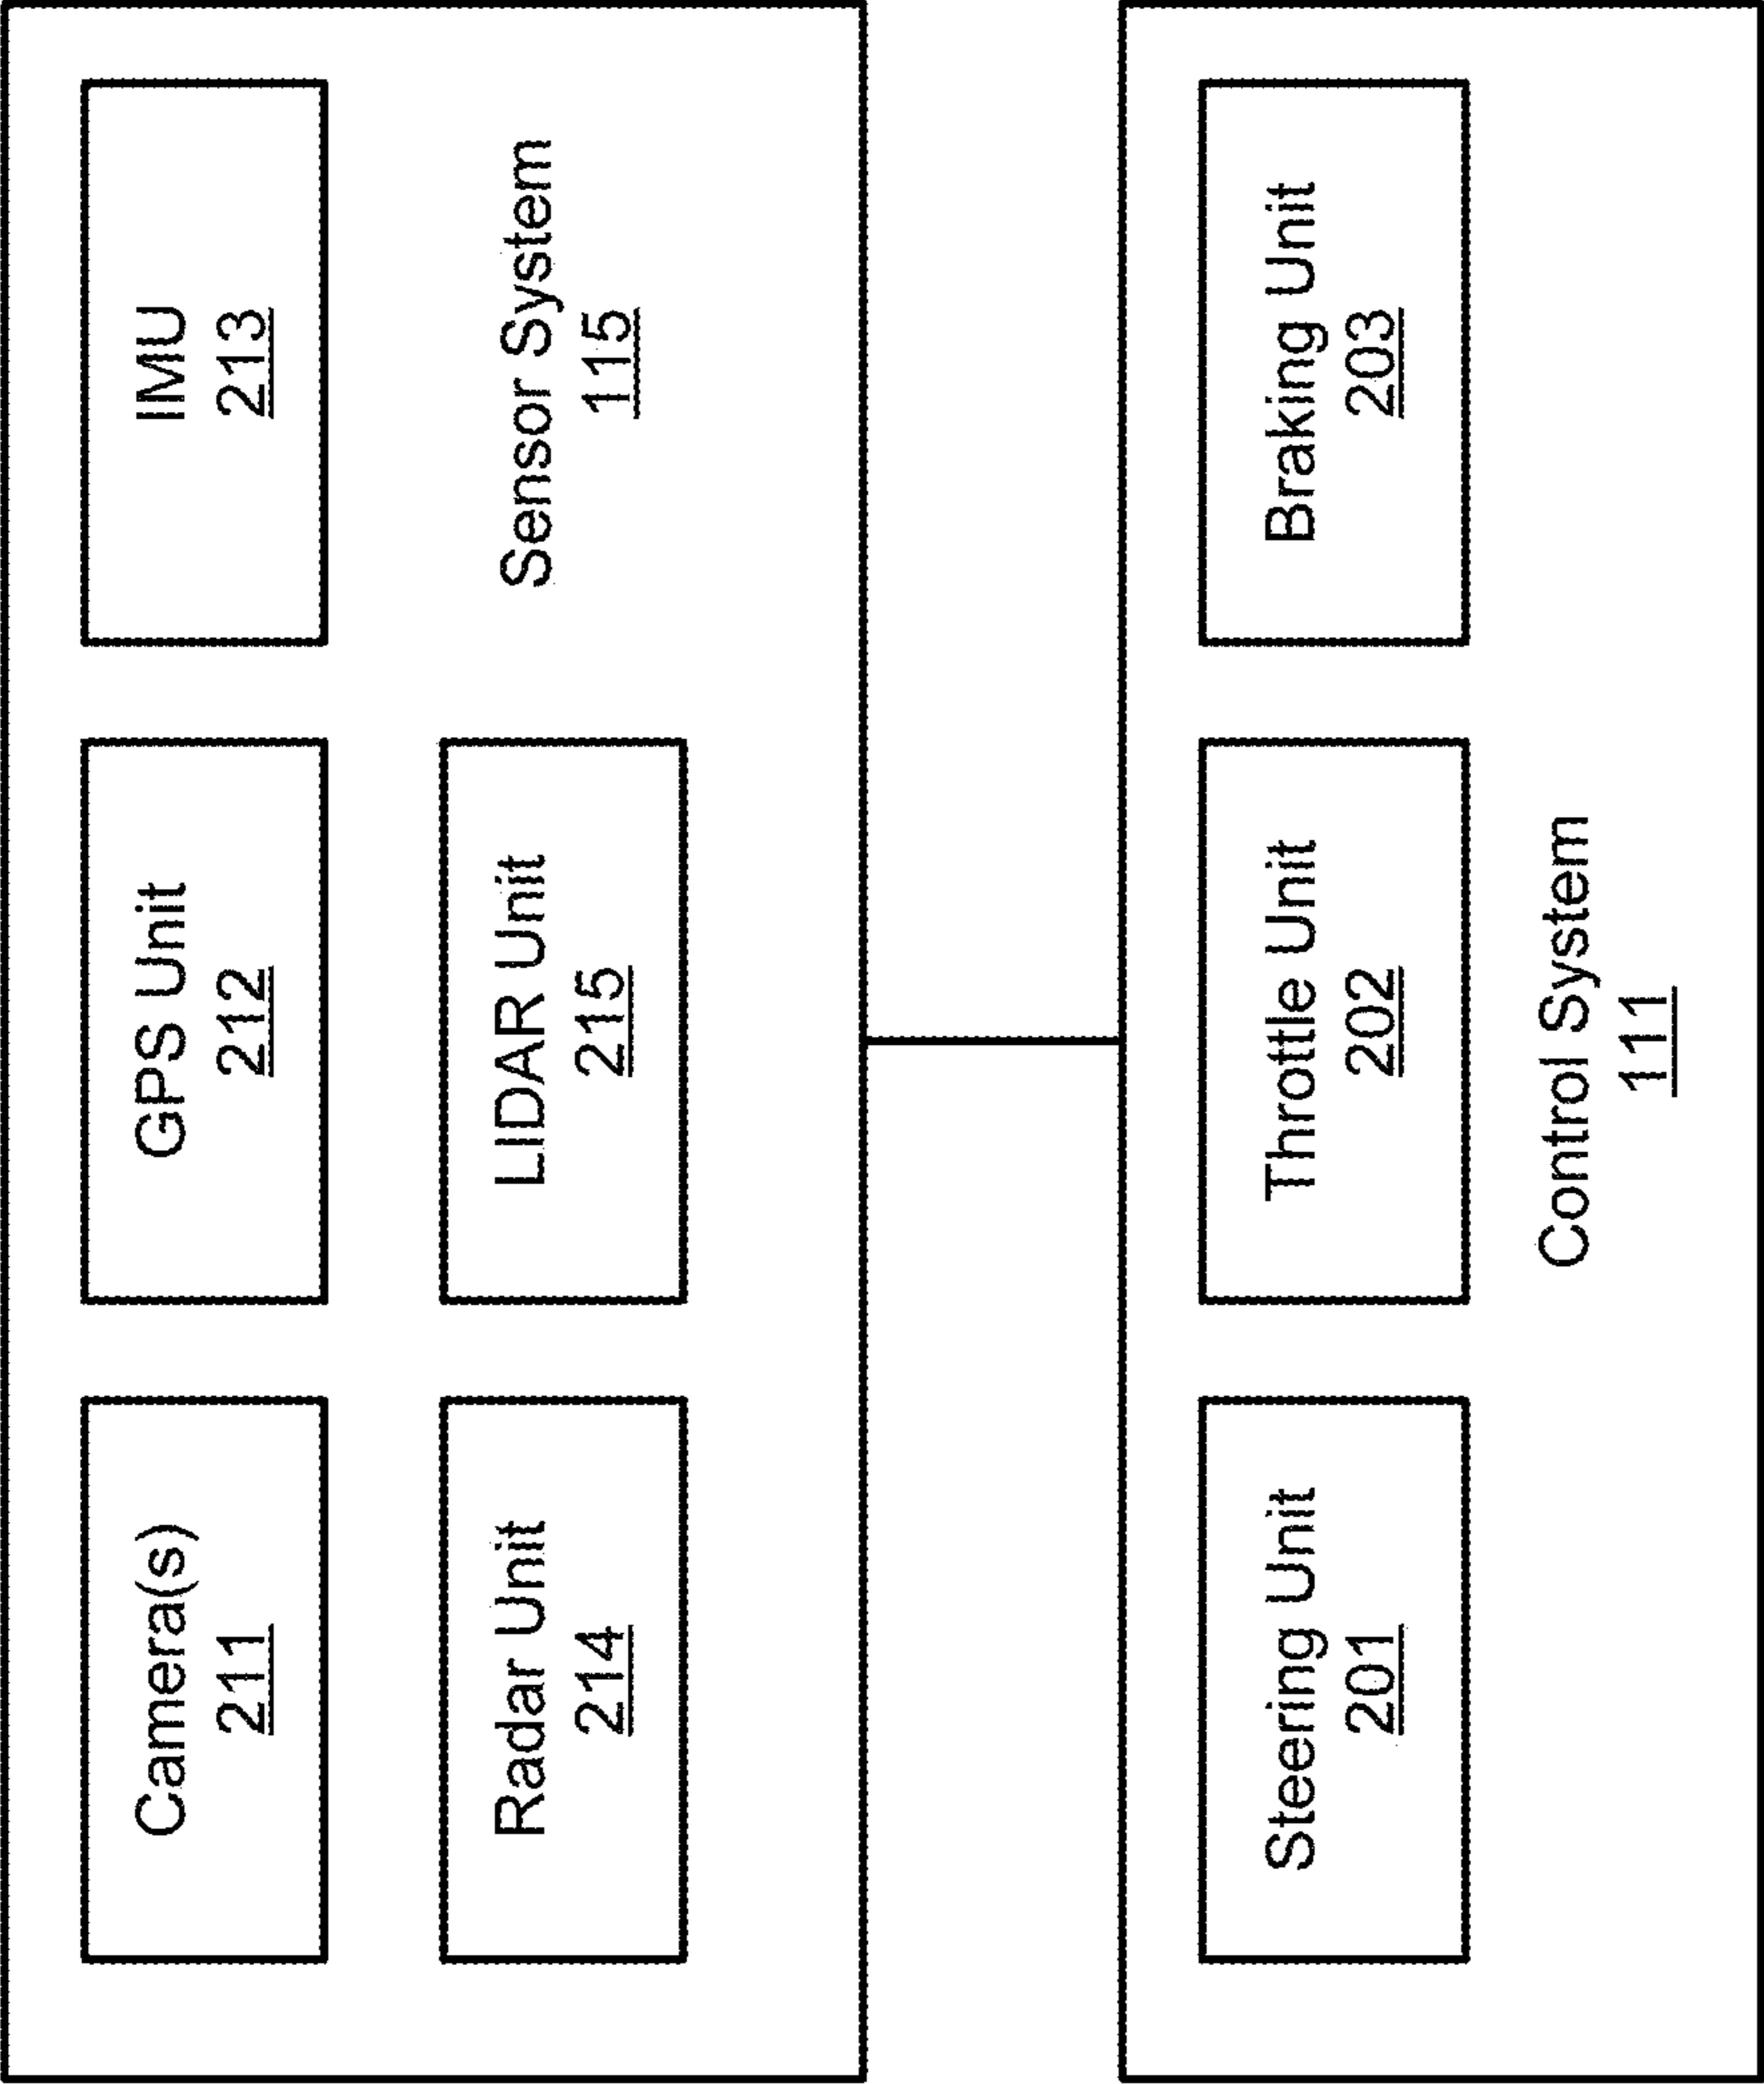 Camera(s)
211
GPS Unit
212
IMU
213
Radar Unit
214
LIDAR Unit
215
Sensor System
115
Steering Unit
201
Throttle Unit
202
Braking Unit
203
Control System
111